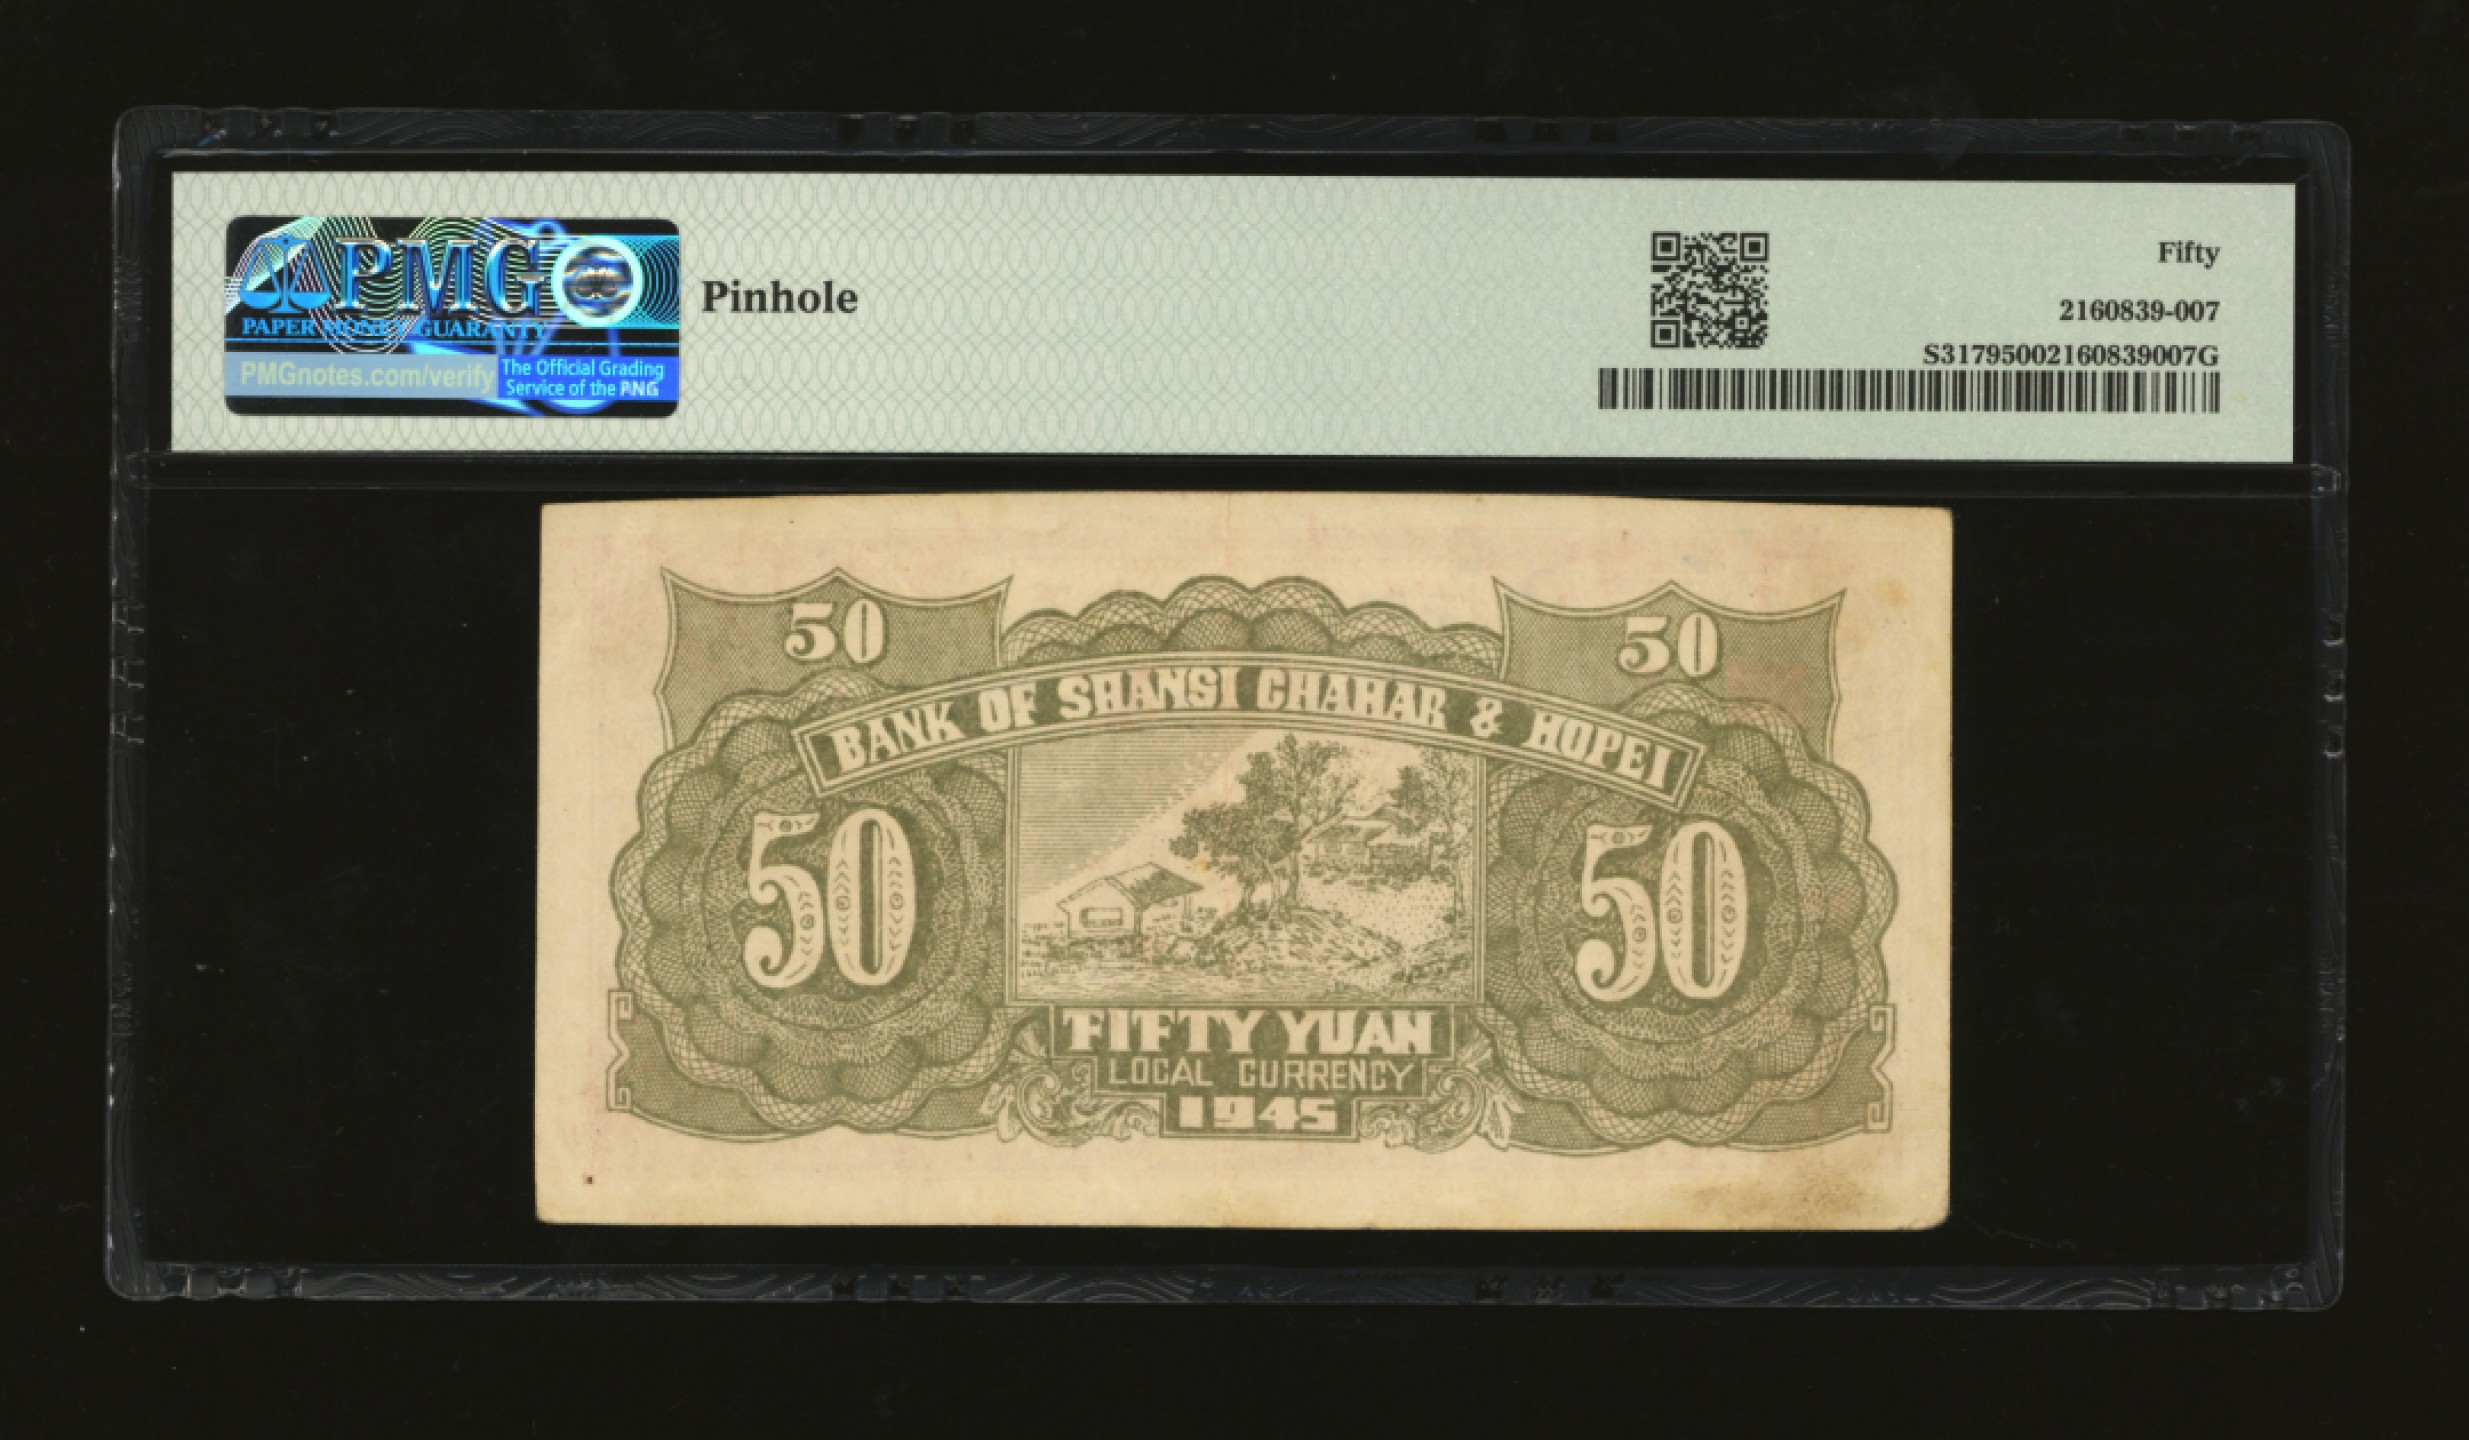 PMG
PAPER MONEY GUARANTY
PMGnotes.com/verify
The Official Grading
Service of the PNG
Pinhole
Fifty
2160839-007
S31795002160839007G
50 50
BANK OF SHANSI CHAHAR & HOPEI
50 50
FIFTY YUAN
LOCAL CURRENCY
1945